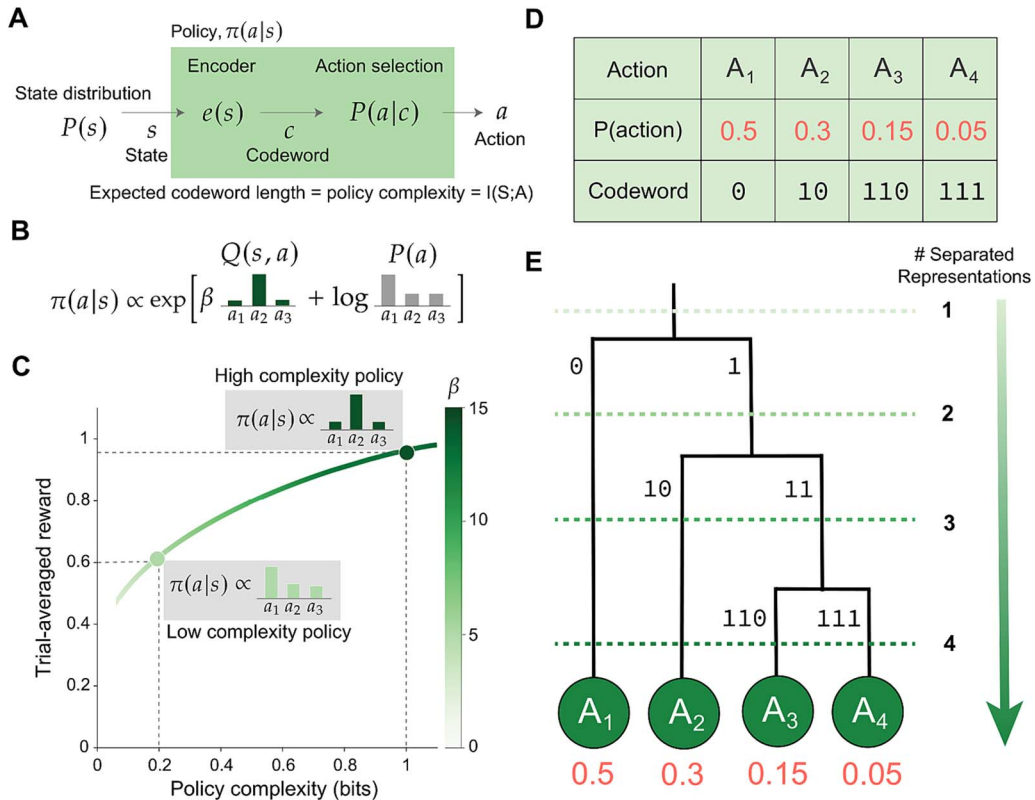 A
Policy, π(a|s)
Encoder
Action selection
State distribution
P(s)
s
State
e(s)
c
Codeword
P(a|c)
a
Action
Expected codeword length = policy complexity = I(S;A)
B
Q(s, a)
P(a)
π(a|s) ∝ exp[β a₁ a₂ a₃ + log a₁ a₂ a₃]
C
High complexity policy
π(a|s) ∝
a₁ a₂ a₃
β
15
10
5
0
Trial-averaged reward
1
0.8
0.6
0.4
0.2
0
π(a|s) ∝
a₁ a₂ a₃
Low complexity policy
0 0.2 0.4 0.6 0.8 1
Policy complexity (bits)
D
Action A₁ A₂ A₃ A₄
P(action) 0.5 0.3 0.15 0.05
Codeword 0 10 110 111
E
# Separated
Representations
1
0 1
2
10 11
3
110 111
4
A₁ A₂ A₃ A₄
0.5 0.3 0.15 0.05